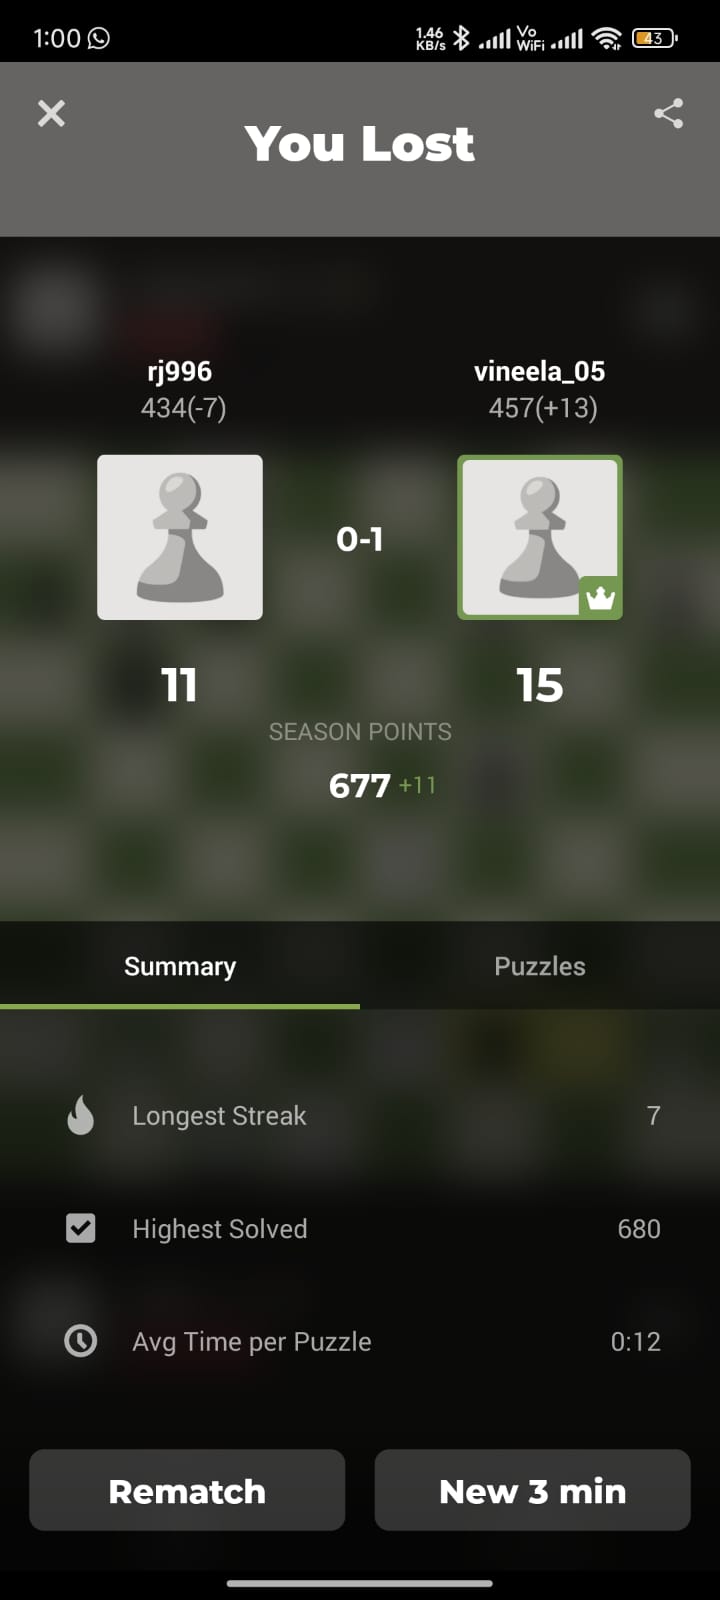 1:00
1.46
KB/s
Vo
WiFi
43
You Lost
rj996
vineela_05
434(-7)
457(+13)
0-1
11
15
SEASON POINTS
677 +11
Summary
Puzzles
Longest Streak
7
Highest Solved
680
Avg Time per Puzzle
0:12
Rematch
New 3 min